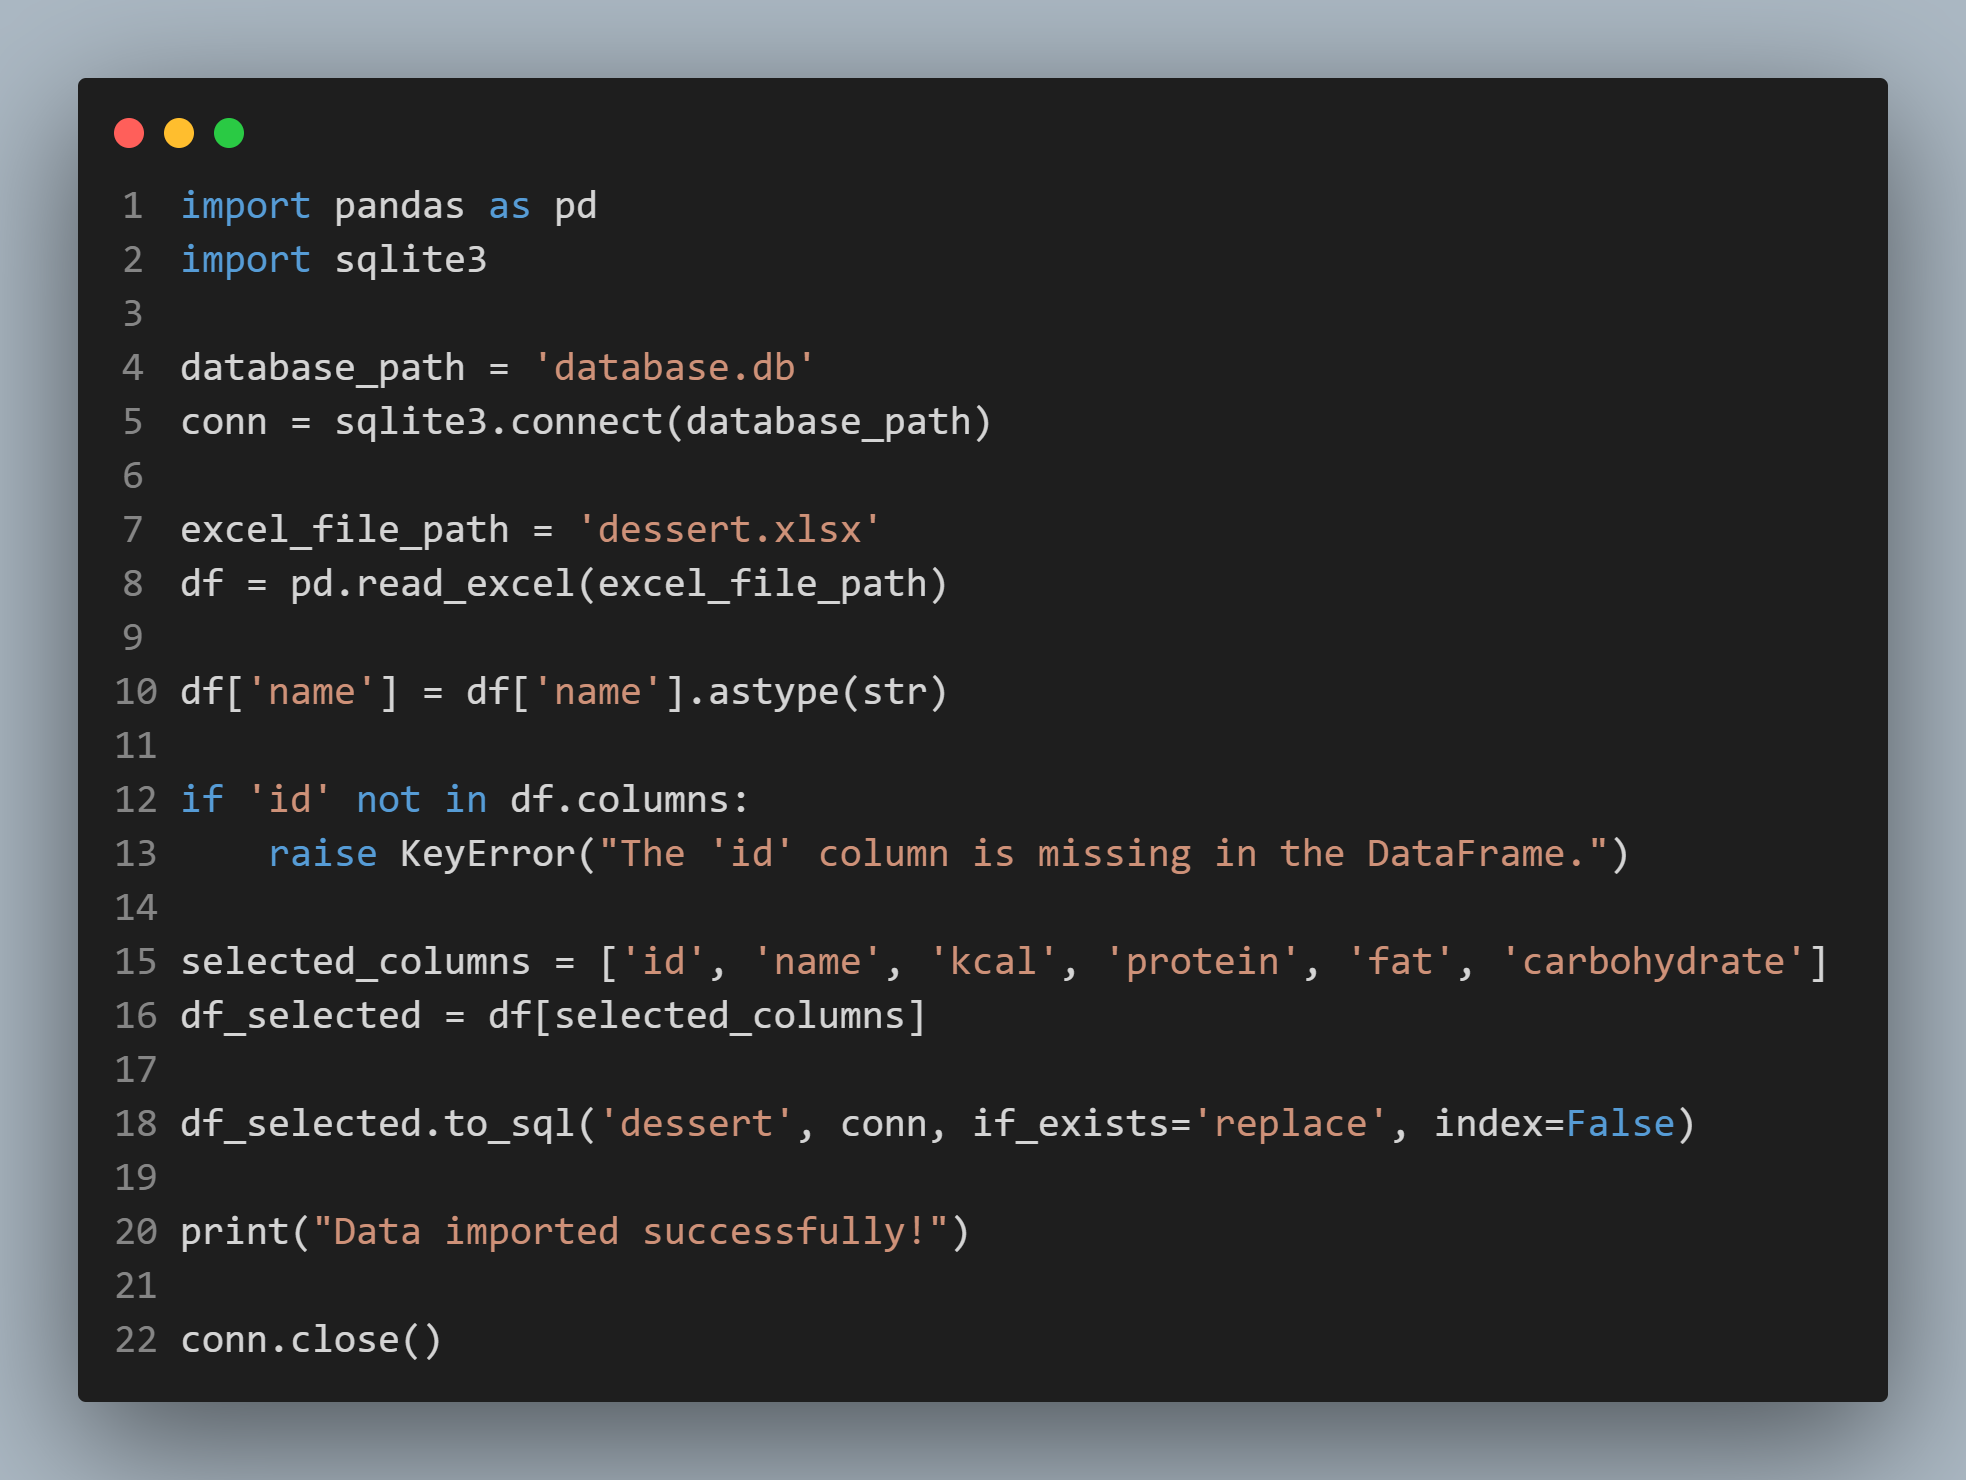 1 import pandas as pd
2 import sqlite3
3
4 database_path = 'database.db'
5 conn = sqlite3.connect(database_path)
6
7 excel_file_path = 'dessert.xlsx'
8 df = pd.read_excel(excel_file_path)
9
10 df['name'] = df['name'].astype(str)
11
12 if 'id' not in df.columns:
13     raise KeyError("The 'id' column is missing in the DataFrame.")
14
15 selected_columns = ['id', 'name', 'kcal', 'protein', 'fat', 'carbohydrate']
16 df_selected = df[selected_columns]
17
18 df_selected.to_sql('dessert', conn, if_exists='replace', index=False)
19
20 print("Data imported successfully!")
21
22 conn.close()